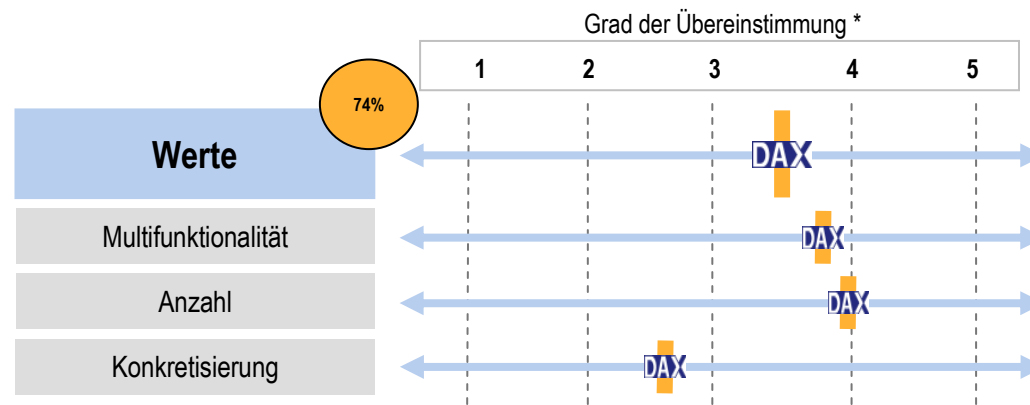 Grad der Übereinstimmung *
1 2 3 4 5
74%
Werte
DAX
Multifunktionalität
DAX
Anzahl
DAX
Konkretisierung
DAX